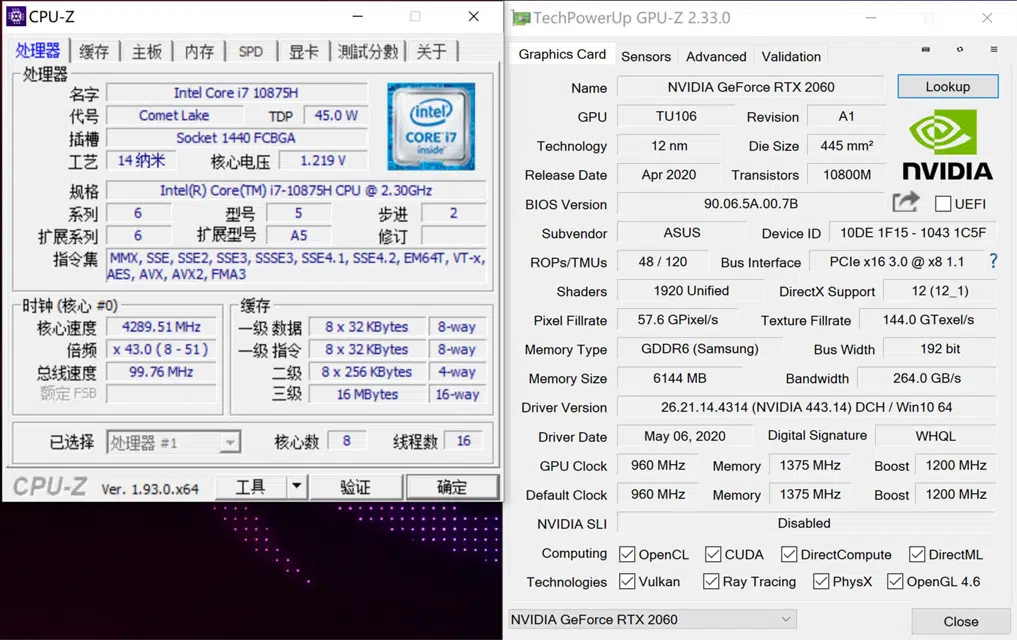 CPU-Z
处理器 缓存 主板 内存 SPD 显卡 测试分数 关于
处理器
名字 Intel Core i7 10875H
代号 Comet Lake TDP 45.0 W
插槽 Socket 1440 FCBGA
工艺 14 纳米 核心电压 1.219 V
intel
CORE i7
inside
规格 Intel(R) Core(TM) i7-10875H CPU @ 2.30GHz
系列 6 型号 5 步进 2
扩展系列 6 扩展型号 A5 修订
指令集 MMX, SSE, SSE2, SSE3, SSSE3, SSE4.1, SSE4.2, EM64T, VT-x,
AES, AVX, AVX2, FMA3
时钟 (核心 #0)
核心速度 4289.51 MHz
倍频 x 43.0 ( 8 - 51 )
总线速度 99.76 MHz
额定 FSB
缓存
一级 数据 8 x 32 KBytes 8-way
一级 指令 8 x 32 KBytes 8-way
二级 8 x 256 KBytes 4-way
三级 16 MBytes 16-way
已选择 处理器 #1 核心数 8 线程数 16
CPU-Z Ver. 1.93.0.x64 工具 验证 确定
TechPowerUp GPU-Z 2.33.0
Graphics Card Sensors Advanced Validation
Name NVIDIA GeForce RTX 2060 Lookup
GPU TU106 Revision A1
Technology 12 nm Die Size 445 mm²
Release Date Apr 2020 Transistors 10800M
NVIDIA
BIOS Version 90.06.5A.00.7B UEFI
Subvendor ASUS Device ID 10DE 1F15 - 1043 1C5F
ROPs/TMUs 48 / 120 Bus Interface PCIe x16 3.0 @ x8 1.1 ?
Shaders 1920 Unified DirectX Support 12 (12_1)
Pixel Fillrate 57.6 GPixel/s Texture Fillrate 144.0 GTexel/s
Memory Type GDDR6 (Samsung) Bus Width 192 bit
Memory Size 6144 MB Bandwidth 264.0 GB/s
Driver Version 26.21.14.4314 (NVIDIA 443.14) DCH / Win10 64
Driver Date May 06, 2020 Digital Signature WHQL
GPU Clock 960 MHz Memory 1375 MHz Boost 1200 MHz
Default Clock 960 MHz Memory 1375 MHz Boost 1200 MHz
NVIDIA SLI Disabled
Computing OpenCL CUDA DirectCompute DirectML
Technologies Vulkan Ray Tracing PhysX OpenGL 4.6
NVIDIA GeForce RTX 2060 Close